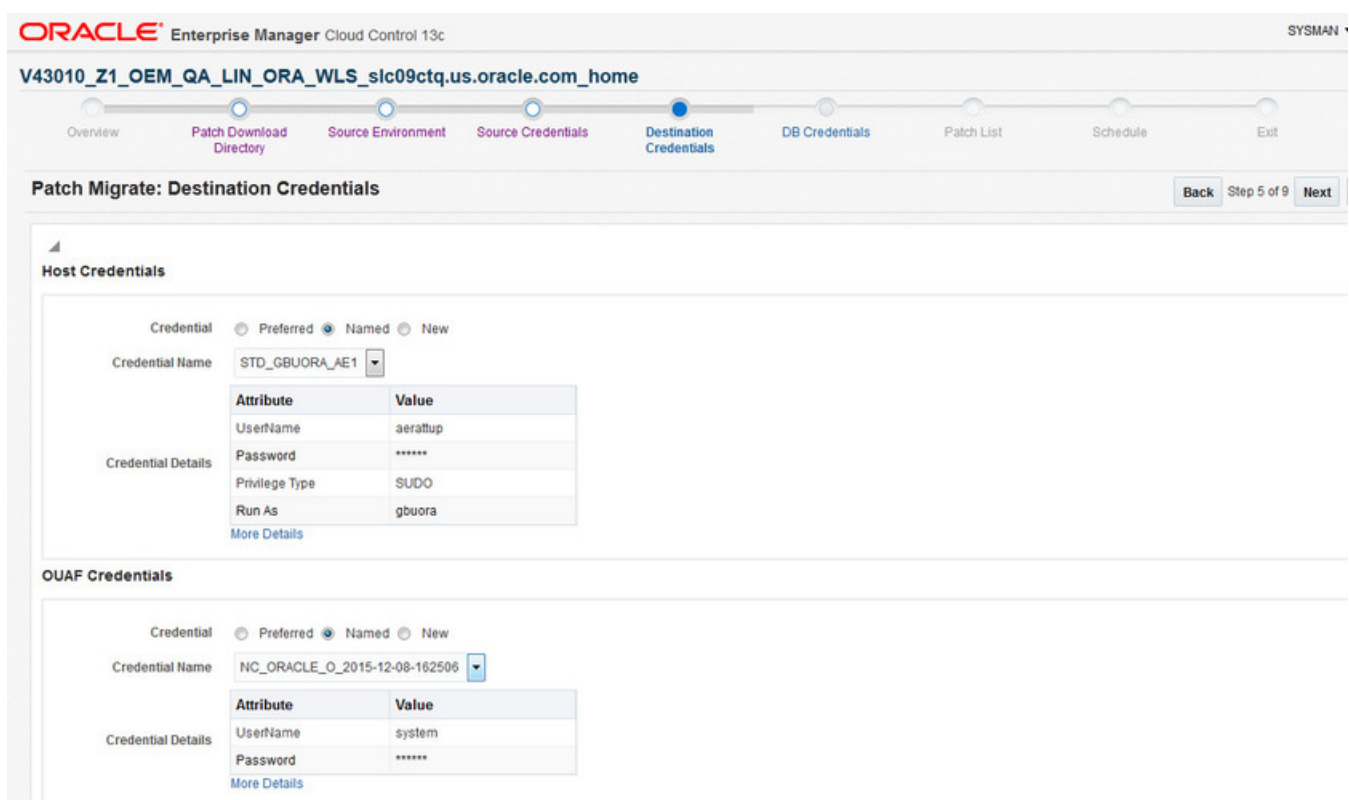 ORACLE® Enterprise Manager Cloud Control 13c SYSMAN
V43010_Z1_OEM_QA_LIN_ORA_WLS_slc09ctq.us.oracle.com_home
Overview Patch Download Directory Source Environment Source Credentials Destination Credentials DB Credentials Patch List Schedule Exit
Patch Migrate: Destination Credentials Back Step 5 of 9 Next
Host Credentials
Credential Preferred Named New
Credential Name STD_GBUORA_AE1
Attribute Value
UserName aerattup
Credential Details
Password ******
Privilege Type SUDO
Run As gbuora
More Details
OUAF Credentials
Credential Preferred Named New
Credential Name NC_ORACLE_O_2015-12-08-162506
Attribute Value
Credential Details
UserName system
Password ******
More Details